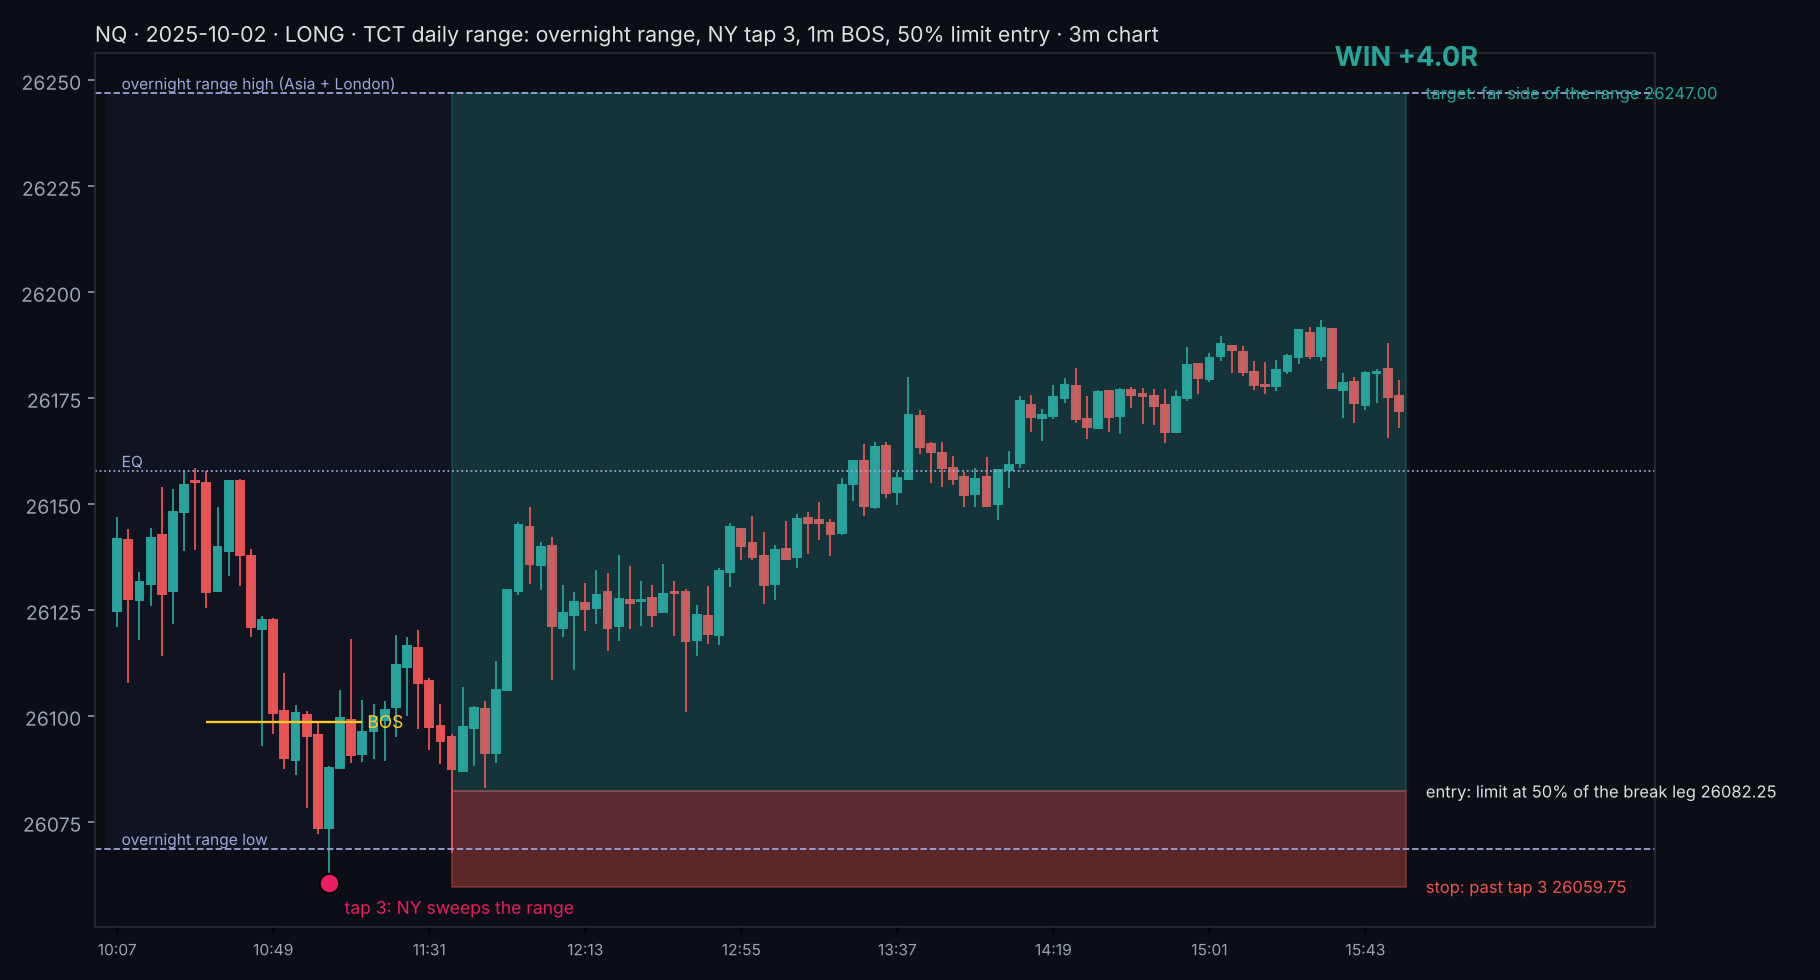 NQ · 2025-10-02 · LONG · TCT daily range: overnight range, NY tap 3, 1m BOS, 50% limit entry · 3m chart
WIN +4.0R
26250
overnight range high (Asia + London)
target: far side of the range 26247.00
26225
26200
26175
EQ
26150
26125
26100
BOS
entry: limit at 50% of the break leg 26082.25
26075
overnight range low
stop: past tap 3 26059.75
tap 3: NY sweeps the range
10:07
10:49
11:31
12:13
12:55
13:37
14:19
15:01
15:43